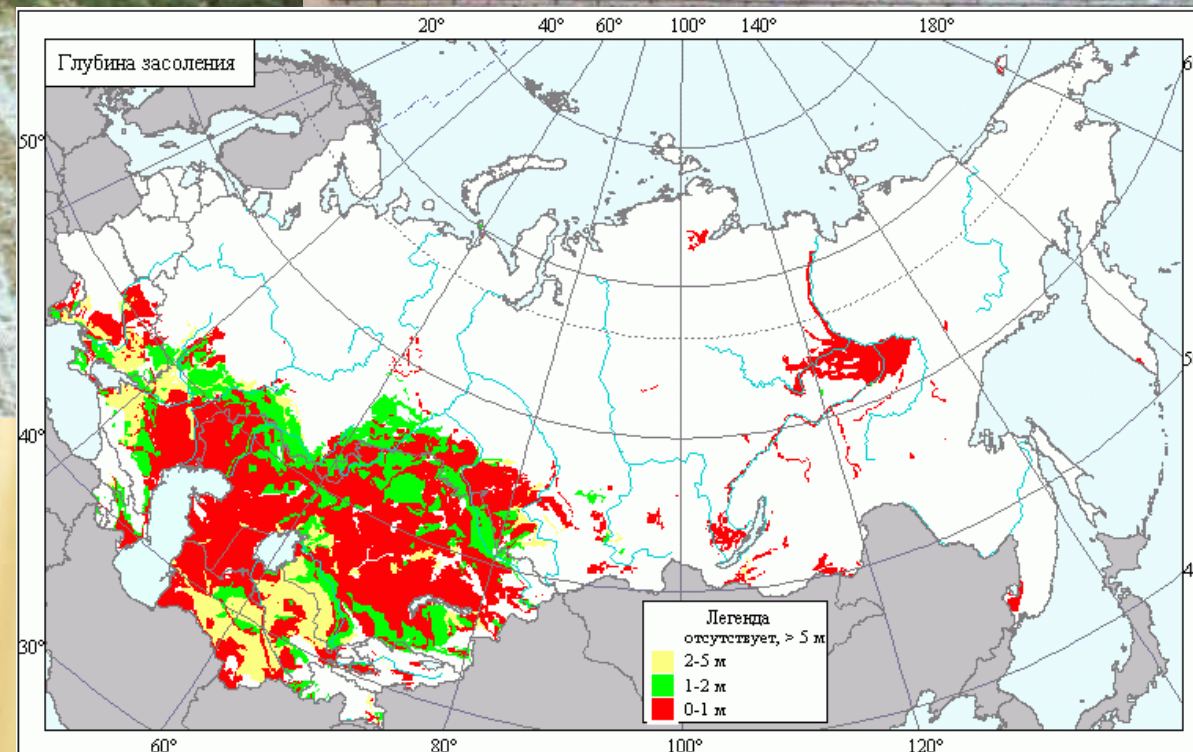 20° 40° 60° 100° 140° 180°
Глубина засоления
50°
40°
30°
Легенда
отсутствует, > 5 м
2-5 м
1-2 м
0-1 м
60° 80° 100° 120°